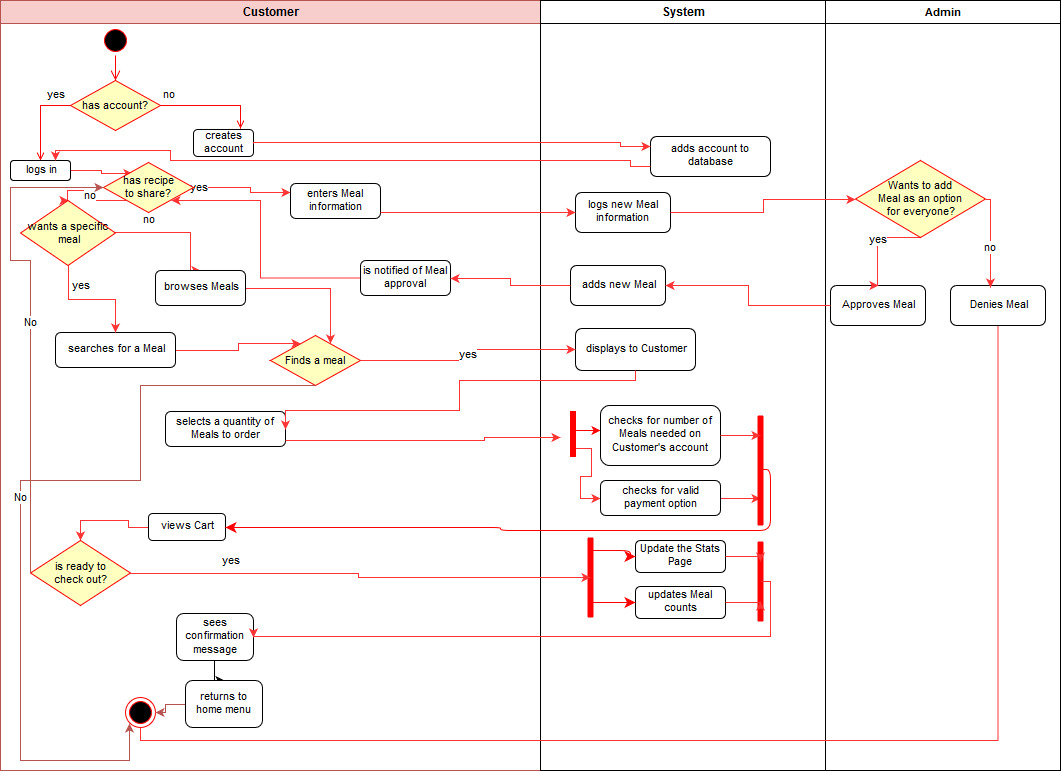 Customer
System
Admin
yes
has account?
no
creates
account
adds account to
database
logs in
has recipe
to share?
yes
no
enters Meal
information
logs new Meal
information
Wants to add
Meal as an option
for everyone?
no
wants a specific
meal
yes
no
is notified of Meal
approval
adds new Meal
yes
browses Meals
Approves Meal
Denies Meal
No
searches for a Meal
Finds a meal
yes
displays to Customer
selects a quantity of
Meals to order
checks for number of
Meals needed on
Customer's account
checks for valid
payment option
No
views Cart
is ready to
check out?
yes
Update the Stats
Page
updates Meal
counts
sees
confirmation
message
returns to
home menu